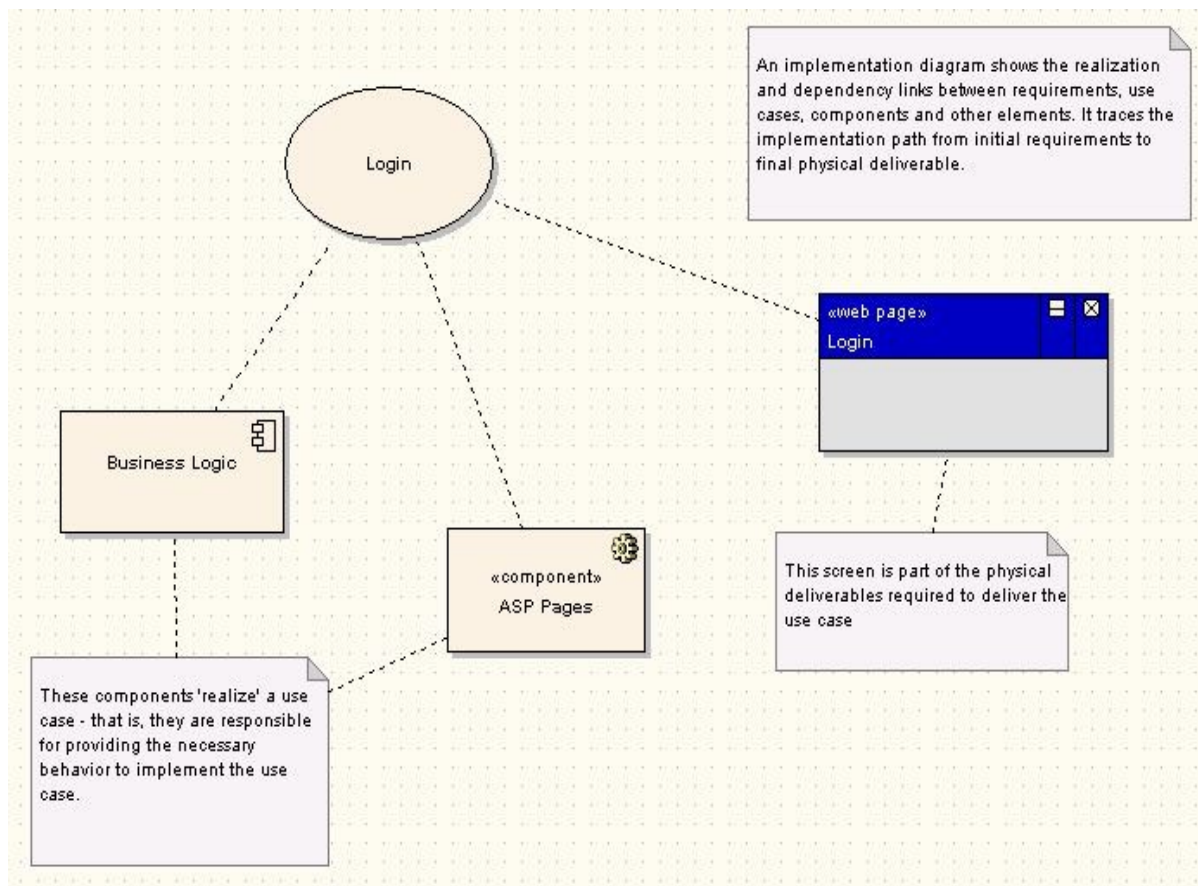 An implementation diagram shows the realization
and dependency links between requirements, use
cases, components and other elements. It traces the
implementation path from initial requirements to
final physical deliverable.
Login
«web page»
Login
Business Logic
«component»
ASP Pages
This screen is part of the physical
deliverables required to deliver the
use case
These components 'realize' a use
case - that is, they are responsible
for providing the necessary
behavior to implement the use
case.